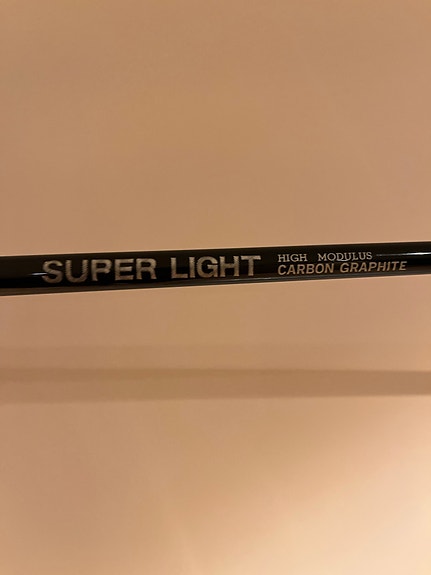 SUPER LIGHT
HIGH MODULUS
CARBON GRAPHITE